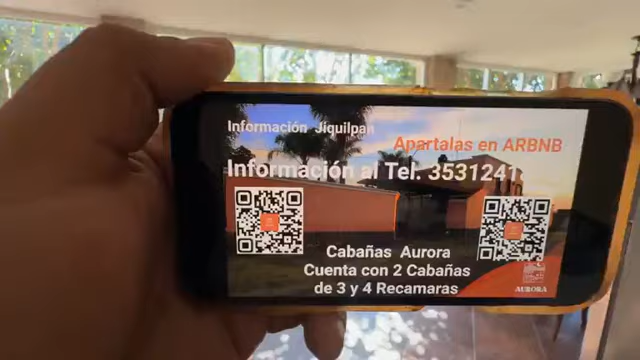 Información Jiquilpan
Apartalas en ARBNB
Información al Tel. 3531241
Cabañas Aurora
Cuenta con 2 Cabañas
de 3 y 4 Recamaras
AURORA